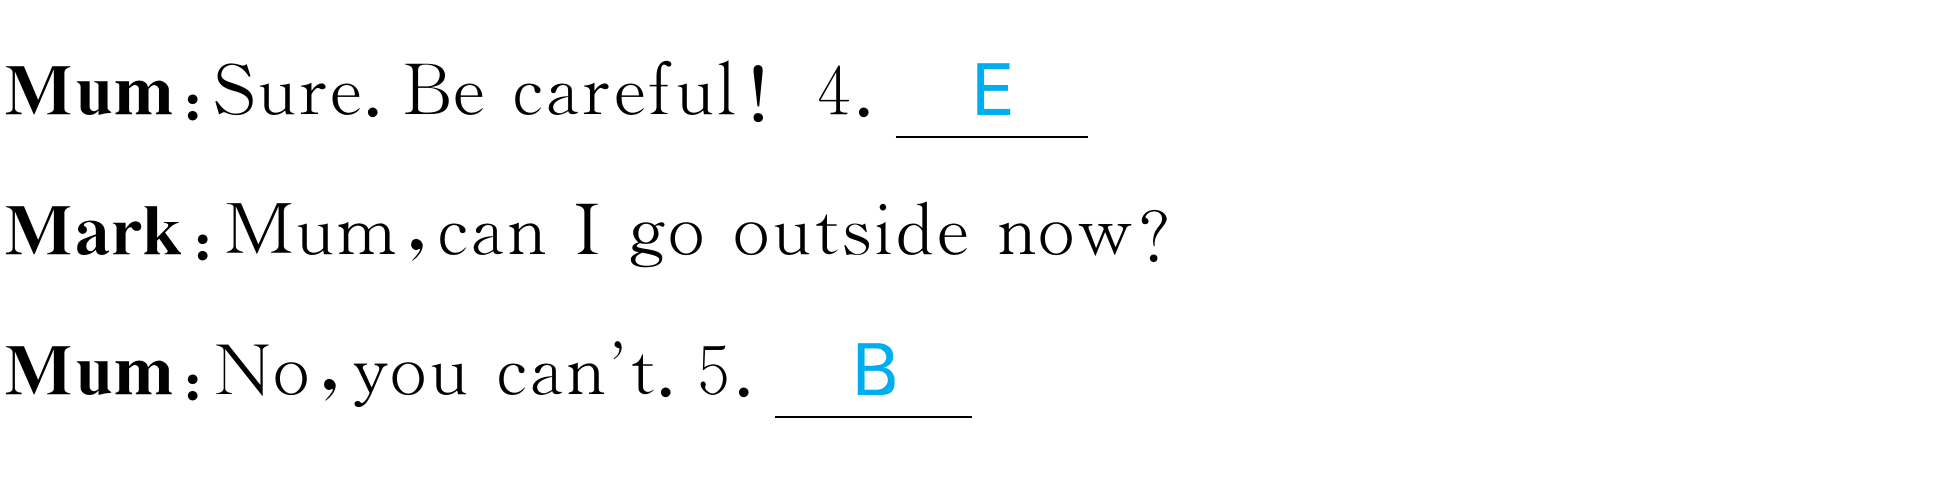 Mum:Sure. Be careful! 4. E
Mark:Mum,can I go outside now?
Mum:No,you can't. 5. B